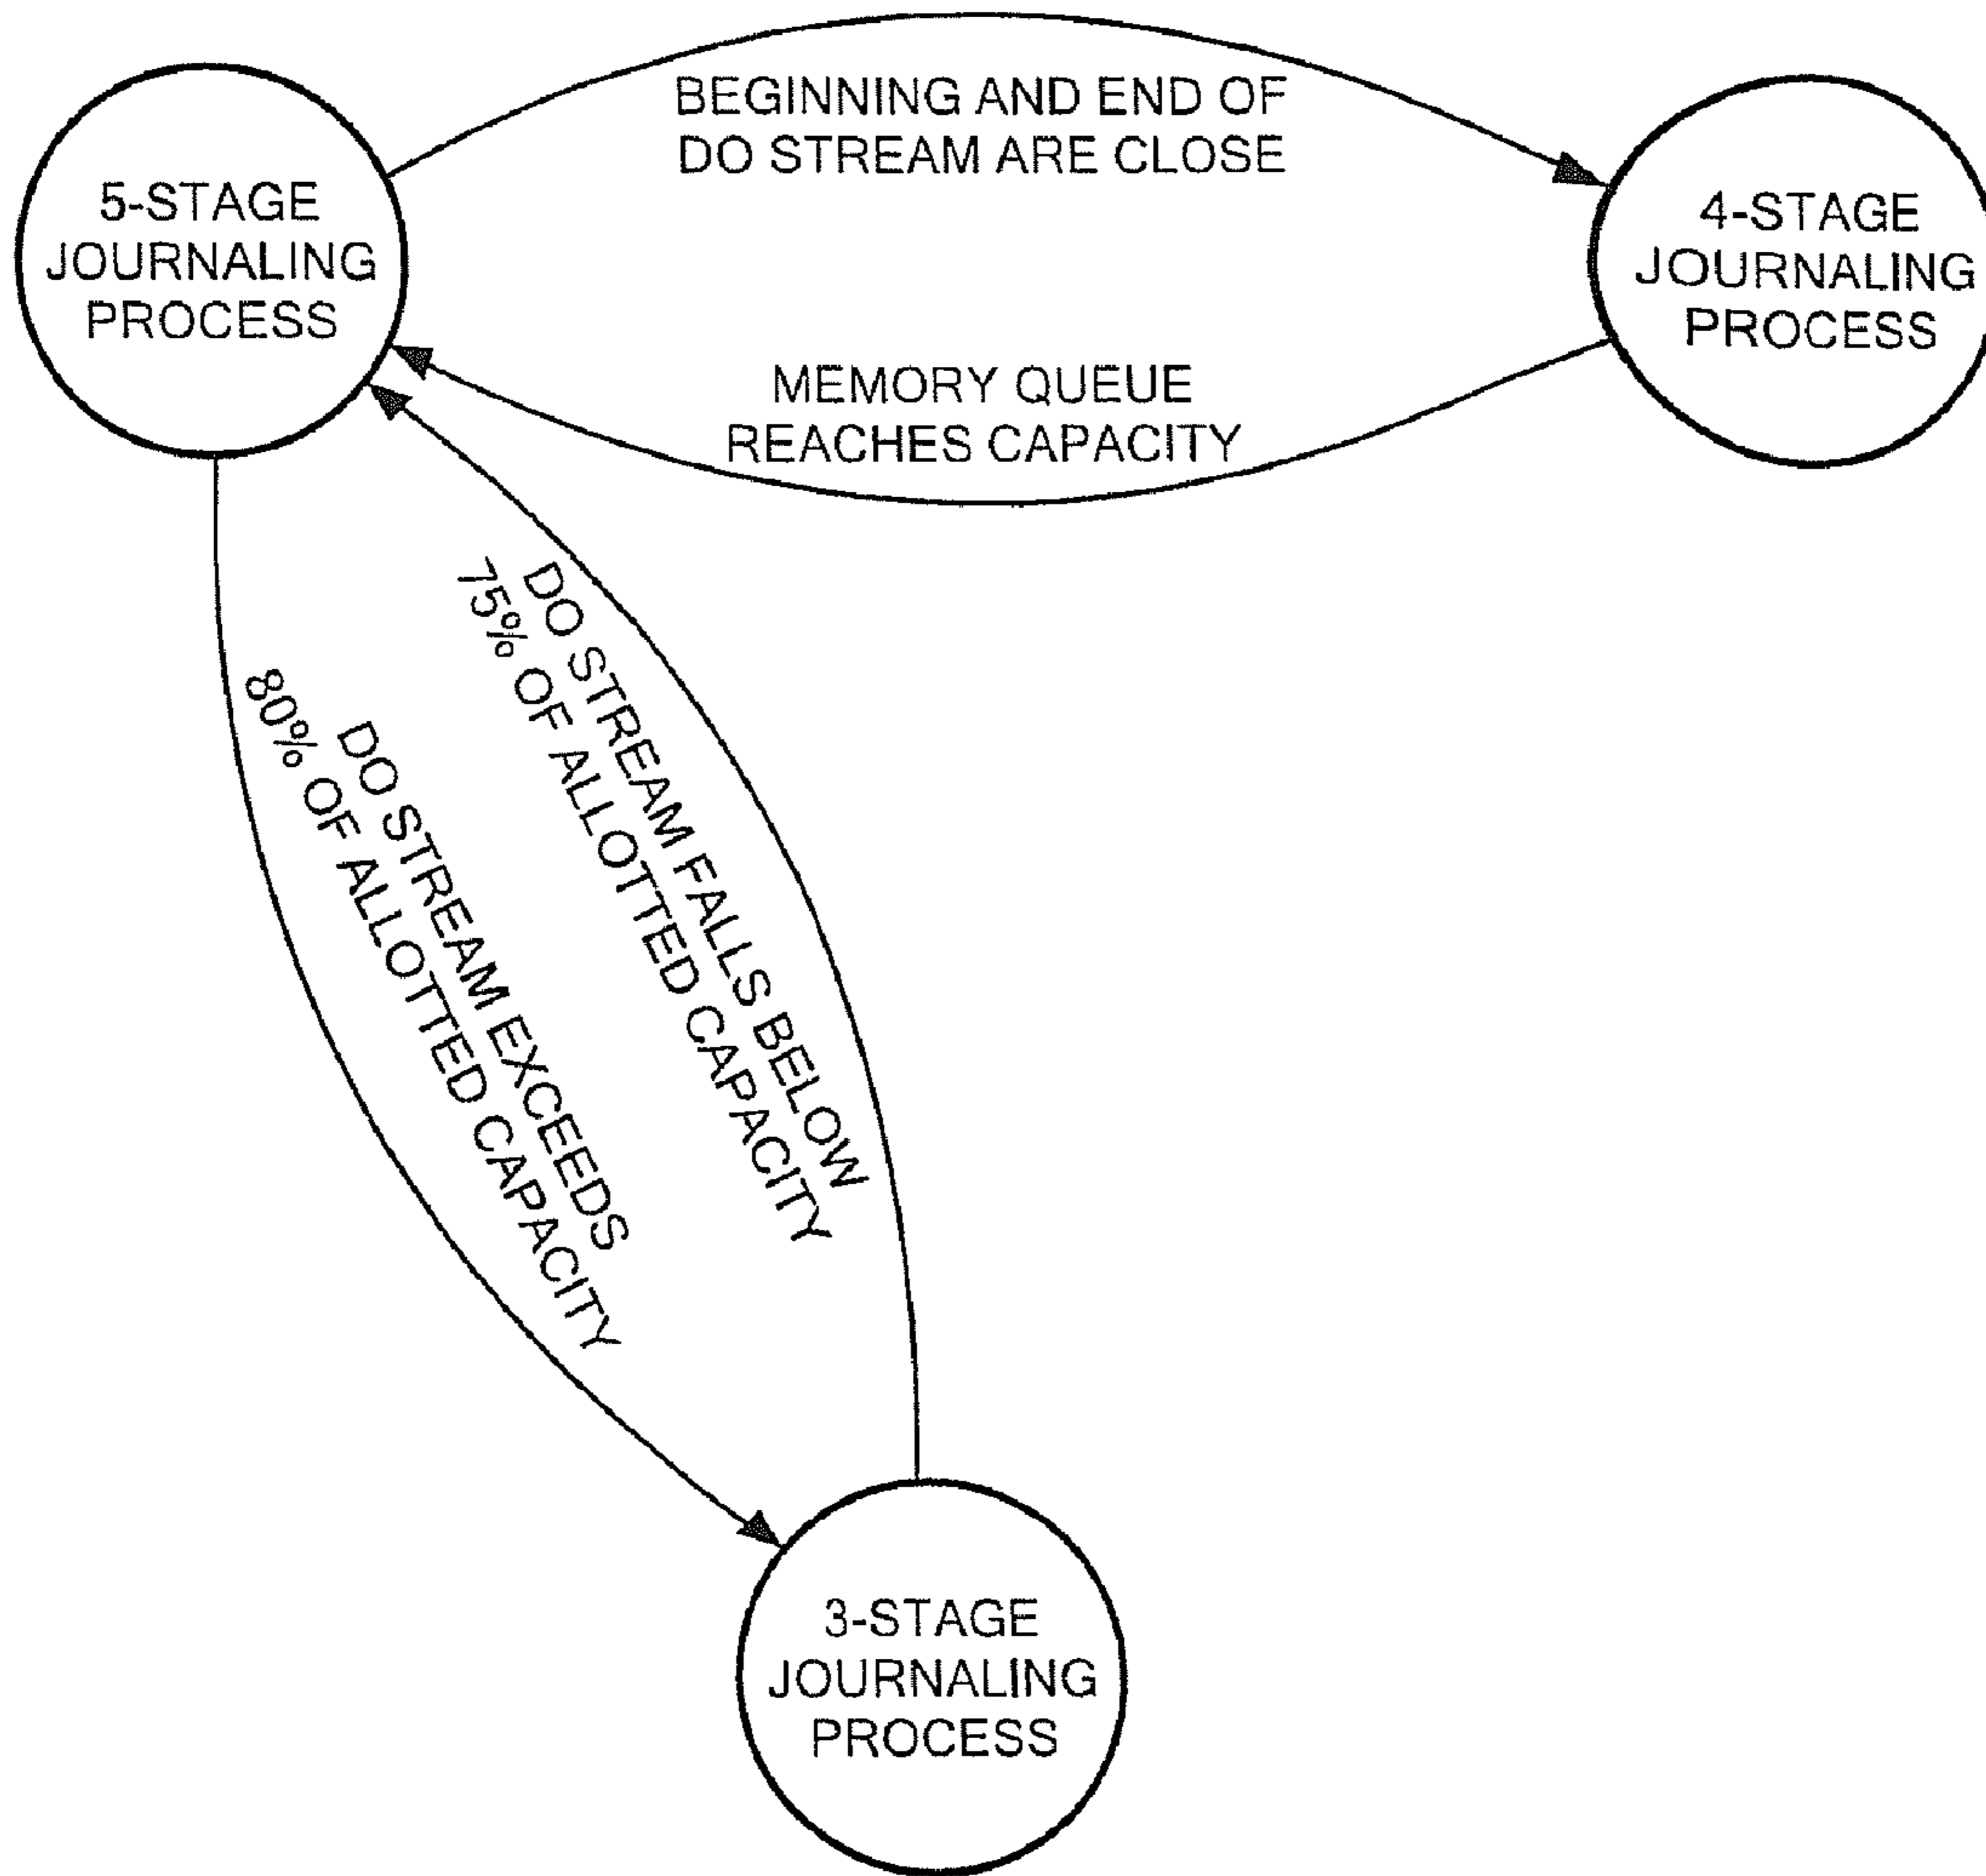 BEGINNING AND END OF
DO STREAM ARE CLOSE
5-STAGE
JOURNALING
PROCESS
4-STAGE
JOURNALING
PROCESS
MEMORY QUEUE
REACHES CAPACITY
DO STREAM FALLS BELOW
75% OF ALLOTTED CAPACITY
DO STREAM EXCEEDS
80% OF ALLOTTED CAPACITY
3-STAGE
JOURNALING
PROCESS